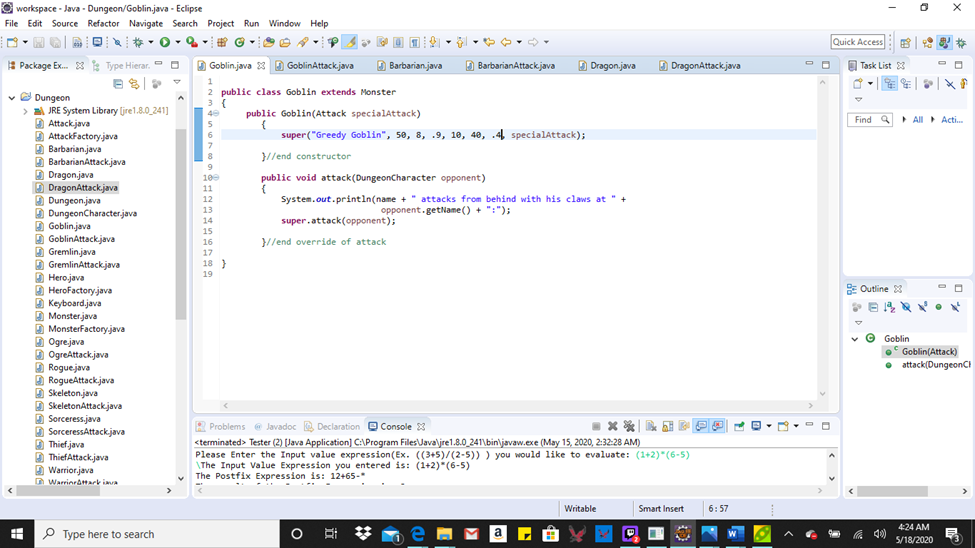 workspace - Java - Dungeon/Goblin.java - Eclipse
File Edit Source Refactor Navigate Search Project Run Window Help
Quick Access
Package Ex...
Type Hierar.
Goblin.java
GoblinAttack.java
Barbarian.java
BarbarianAttack.java
Dragon.java
DragonAttack.java
Task List
Dungeon
JRE System Library [jre1.8.0_241]
Attack.java
AttackFactory.java
Barbarian.java
BarbarianAttack.java
Dragon.java
DragonAttack.java
Dungeon.java
DungeonCharacter.java
Goblin.java
GoblinAttack.java
Gremlin.java
GremlinAttack.java
Hero.java
HeroFactory.java
Keyboard.java
Monster.java
MonsterFactory.java
Ogre.java
OgreAttack.java
Rogue.java
RogueAttack.java
Skeleton.java
SkeletonAttack.java
Sorceress.java
SorceressAttack.java
Thief.java
ThiefAttack.java
Warrior.java
WarriorAttack.java
1
2 public class Goblin extends Monster
3 {
4 public Goblin(Attack specialAttack)
5 {
6 super("Greedy Goblin", 50, 8, .9, 10, 40, .4, specialAttack);
7
8 }//end constructor
9
10 public void attack(DungeonCharacter opponent)
11 {
12 System.out.println(name + " attacks from behind with his claws at " +
13 opponent.getName() + ":");
14 super.attack(opponent);
15
16 }//end override of attack
17
18 }
19
Find
All
Acti...
Outline
Goblin
Goblin(Attack)
attack(DungeonCh
Problems
Javadoc
Declaration
Console
<terminated> Tester (2) [Java Application] C:\Program Files\Java\jre1.8.0_241\bin\javaw.exe (May 15, 2020, 2:32:28 AM)
Please Enter the Input value expression(Ex. ((3+5)/(2-5)) ) you would like to evaluate: (1+2)*(6-5)
\The Input Value Expression you entered is: (1+2)*(6-5)
The Postfix Expression is: 12+65-*
Writable
Smart Insert
6 : 57
Type here to search
4:24 AM
5/18/2020
1
2
3